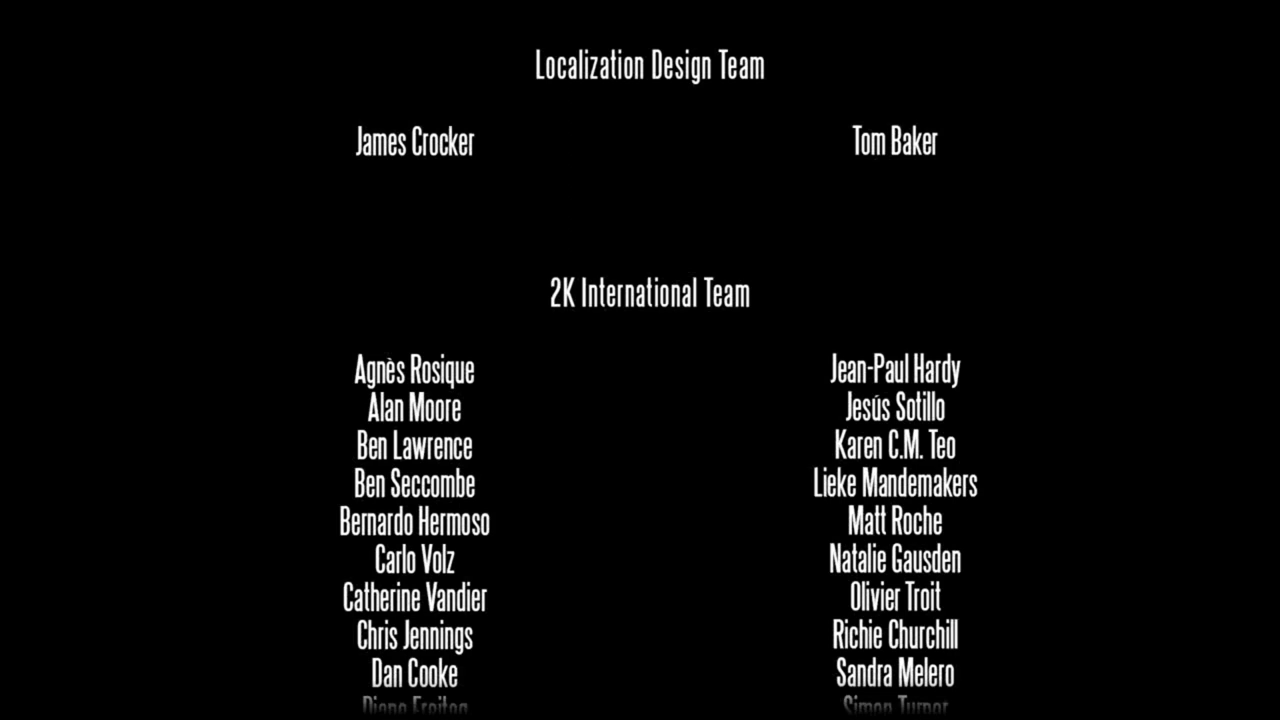 Localization Design Team
James Crocker
Tom Baker
2K International Team
Agnès Rosique
Jean-Paul Hardy
Alan Moore
Jesús Sotillo
Ben Lawrence
Karen C.M. Teo
Ben Seccombe
Lieke Mandemakers
Bernardo Hermoso
Matt Roche
Carlo Volz
Natalie Gausden
Catherine Vandier
Olivier Troit
Chris Jennings
Richie Churchill
Dan Cooke
Sandra Melero
Simon Turner